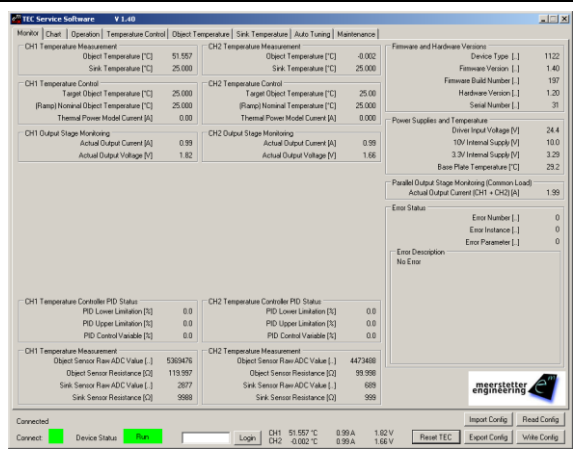 TEC Service Software V 1.40
Monitor Chart Operation Temperature Control Object Temperature Sink Temperature Auto Tuning Maintenance
CH1 Temperature Measurement
Object Temperature [°C] 51.557
Sink Temperature [°C] 25.000
CH1 Temperature Control
Target Object Temperature [°C] 25.000
(Ramp) Nominal Object Temperature [°C] 25.000
Thermal Power Model Current [A] 0.00
CH1 Output Stage Monitoring
Actual Output Current [A] 0.99
Actual Output Voltage [V] 1.82
CH1 Temperature Controller PID Status
PID Lower Limitation [%] 0.0
PID Upper Limitation [%] 0.0
PID Control Variable [%] 0.0
CH1 Temperature Measurement
Object Sensor Raw ADC Value [..] 5369476
Object Sensor Resistance [Ω] 119.997
Sink Sensor Raw ADC Value [..] 2877
Sink Sensor Resistance [Ω] 9988
CH2 Temperature Measurement
Object Temperature [°C] -0.002
Sink Temperature [°C] 25.000
CH2 Temperature Control
Target Object Temperature [°C] 25.00
(Ramp) Nominal Temperature [°C] 25.000
Thermal Power Model Current [A] 0.00
CH2 Output Stage Monitoring
Actual Output Current [A] 0.99
Actual Output Voltage [V] 1.66
CH2 Temperature Controller PID Status
PID Lower Limitation [%] 0.0
PID Upper Limitation [%] 0.0
PID Control Variable [%] 0.0
CH2 Temperature Measurement
Object Sensor Raw ADC Value [..] 4473488
Object Sensor Resistance [Ω] 99.998
Sink Sensor Raw ADC Value [..] 689
Sink Sensor Resistance [Ω] 999
Firmware and Hardware Versions
Device Type [..] 1122
Firmware Version [..] 1.40
Firmware Build Number [..] 197
Hardware Version [..] 1.20
Serial Number [..] 31
Power Supplies and Temperature
Driver Input Voltage [V] 24.4
10V Internal Supply [V] 10.0
3.3V Internal Supply [V] 3.29
Base Plate Temperature [°C] 29.2
Parallel Output Stage Monitoring (Common Load)
Actual Output Current (CH1 + CH2) [A] 1.99
Error Status
Error Number [..] 0
Error Instance [..] 0
Error Parameter [..] 0
Error Description
No Error
meerstetter
engineering
Connected
Connect: Device Status Run Login
CH1 51.557 °C 0.99 A 1.82 V
CH2 -0.002 °C 0.99 A 1.66 V
Reset TEC
Import Config Read Config
Export Config Write Config